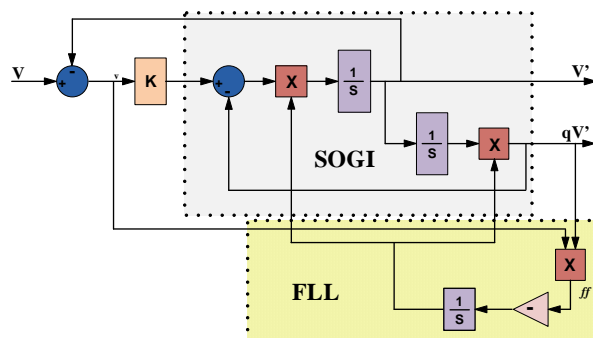 V
+
-
v
K
+
-
X
1
S
V'
1
S
X
qV'
SOGI
FLL
X
ff
-
1
S